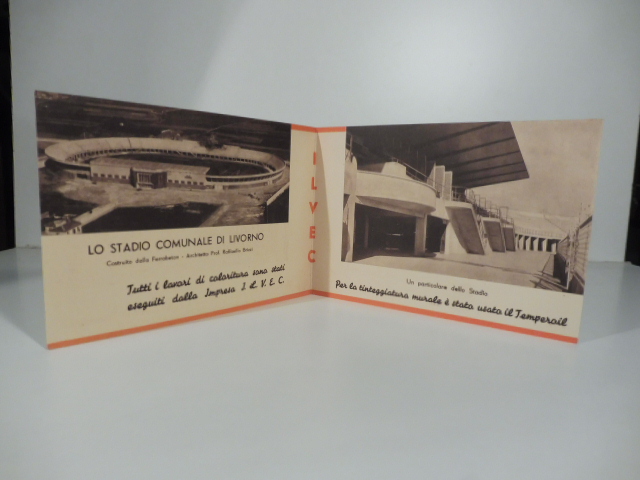 LO STADIO COMUNALE DI LIVORNO
Costruito dalla Ferrobeton - Architetto Prof. Raffaello Brizzi
Tutti i lavori di coloritura sono stati
eseguiti dalla Impresa I. L. V. E. C.
I
L
V
E
C
Un particolare dello Stadio
Per la tinteggiatura murale è stato usato il Temperoil